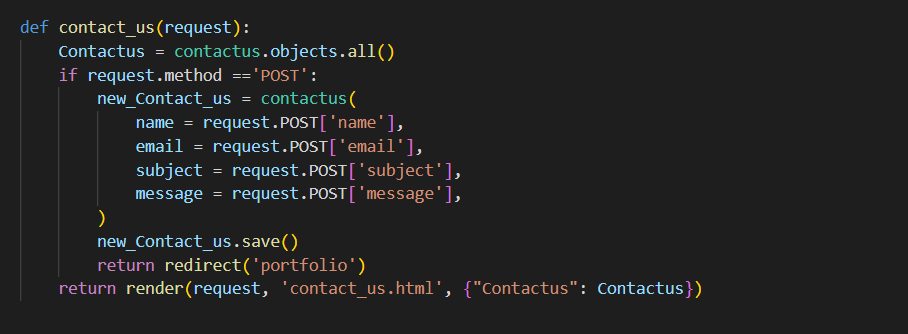 def contact_us(request):
    Contactus = contactus.objects.all()
    if request.method =='POST':
        new_Contact_us = contactus(
            name = request.POST['name'],
            email = request.POST['email'],
            subject = request.POST['subject'],
            message = request.POST['message'],
        )
        new_Contact_us.save()
        return redirect('portfolio')
    return render(request, 'contact_us.html', {"Contactus": Contactus})